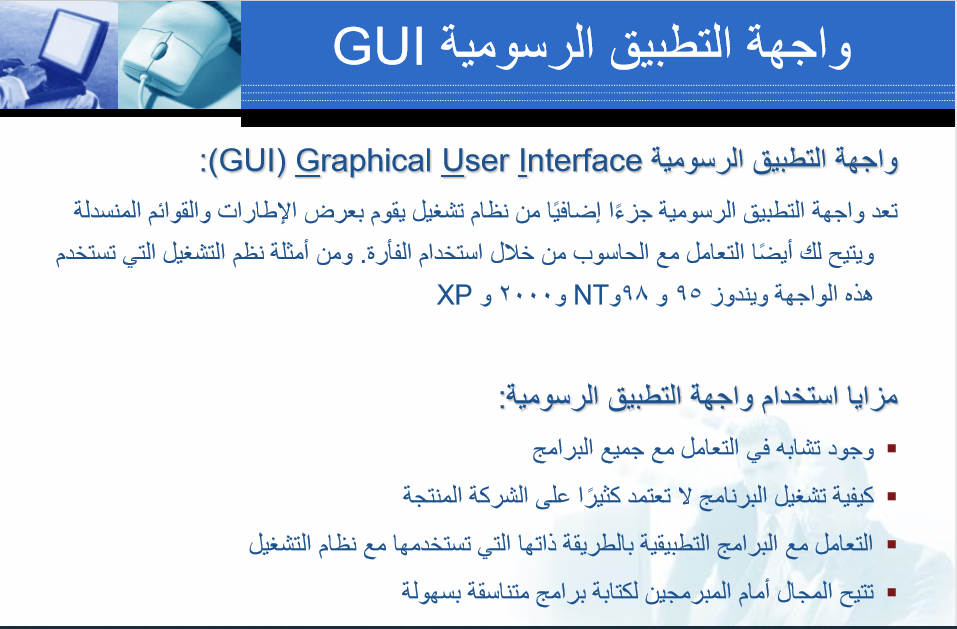 واجهة التطبيق الرسومية GUI
واجهة التطبيق الرسومية Graphical User Interface (GUI):
تعد واجهة التطبيق الرسومية جزءًا إضافيًا من نظام تشغيل يقوم بعرض الإطارات والقوائم المنسدلة
ويتيح لك أيضًا التعامل مع الحاسوب من خلال استخدام الفأرة. ومن أمثلة نظم التشغيل التي تستخدم
هذه الواجهة ويندوز ٩٥ و ٩٨ وNT و٢٠٠٠ و XP
مزايا استخدام واجهة التطبيق الرسومية:
▪ وجود تشابه في التعامل مع جميع البرامج
▪ كيفية تشغيل البرنامج لا تعتمد كثيرًا على الشركة المنتجة
▪ التعامل مع البرامج التطبيقية بالطريقة ذاتها التي تستخدمها مع نظام التشغيل
▪ تتيح المجال أمام المبرمجين لكتابة برامج متناسقة بسهولة